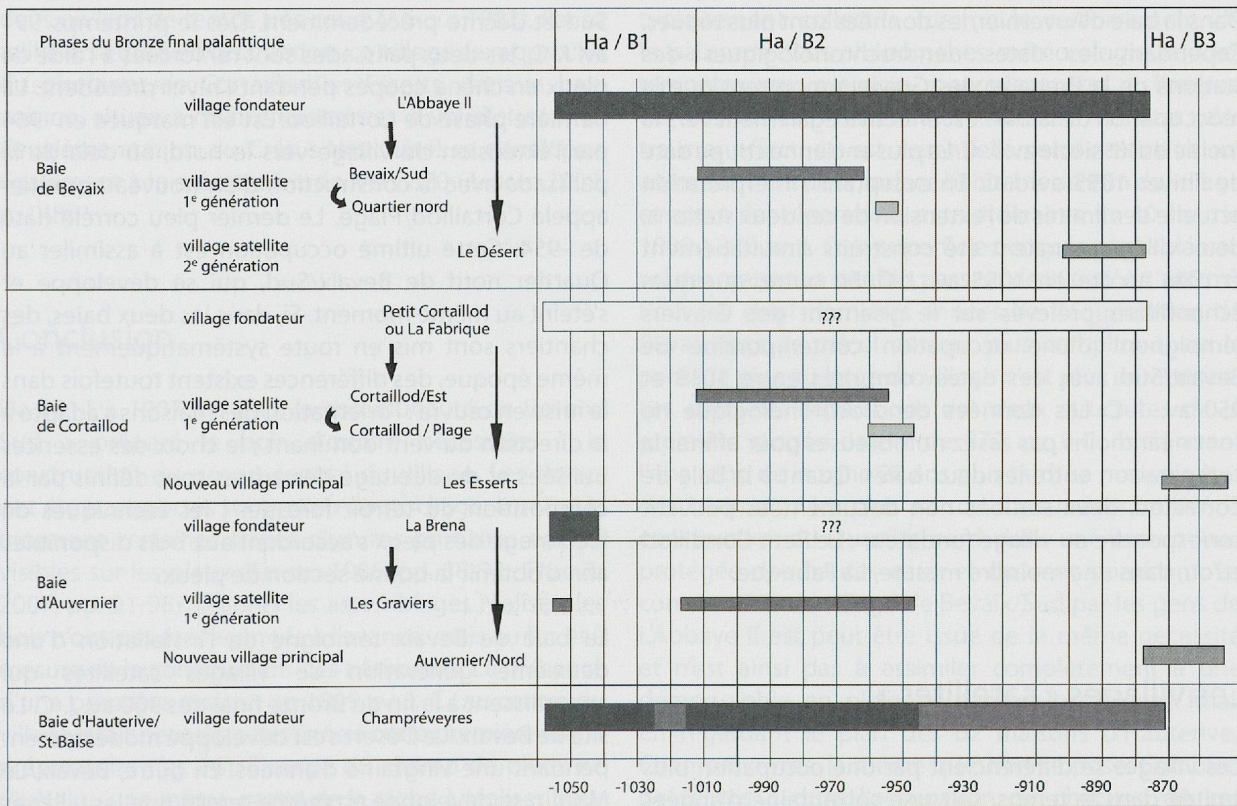 Phases du Bronze final palafittique
Ha / B1
Ha / B2
Ha / B3
village fondateur
L'Abbaye II
Baie
de Bevaix
village satellite
1e génération
Bevaix/Sud
Quartier nord
village satellite
2e génération
Le Désert
village fondateur
Petit Cortaillod
ou La Fabrique
???
Baie
de Cortaillod
village satellite
1e génération
Cortaillod/Est
Cortaillod / Plage
Nouveau village principal
Les Esserts
village fondateur
La Brena
???
Baie
d'Auvernier
village satellite
1e génération
Les Graviers
Nouveau village principal
Auvernier/Nord
Baie d'Hauterive/
St-Baise
village fondateur
Champréveyres
-1050
-1030
-1010
-990
-970
-950
-930
-910
-890
-870